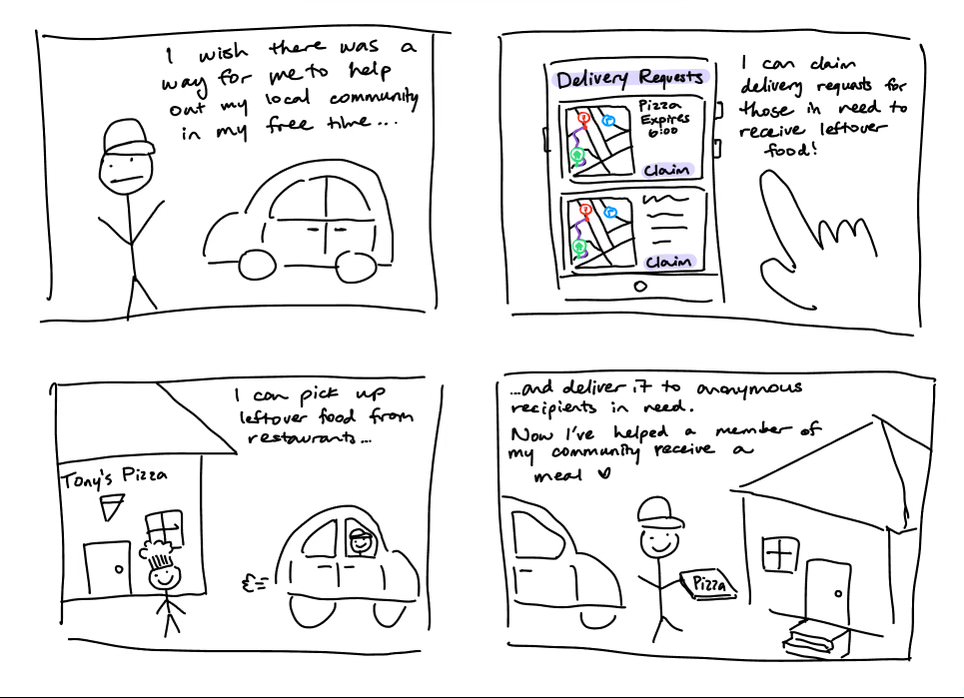 I wish there was a
way for me to help
out my local community
in my free time...
Delivery Requests
Pizza
Expires
6:00
Claim
Claim
I can claim
delivery requests for
those in need to
receive leftover
food!
I can pick up
leftover food from
restaurants...
Tony's Pizza
...and deliver it to anonymous
recipients in need.
Now I've helped a member of
my community receive a
meal ♡
Pizza